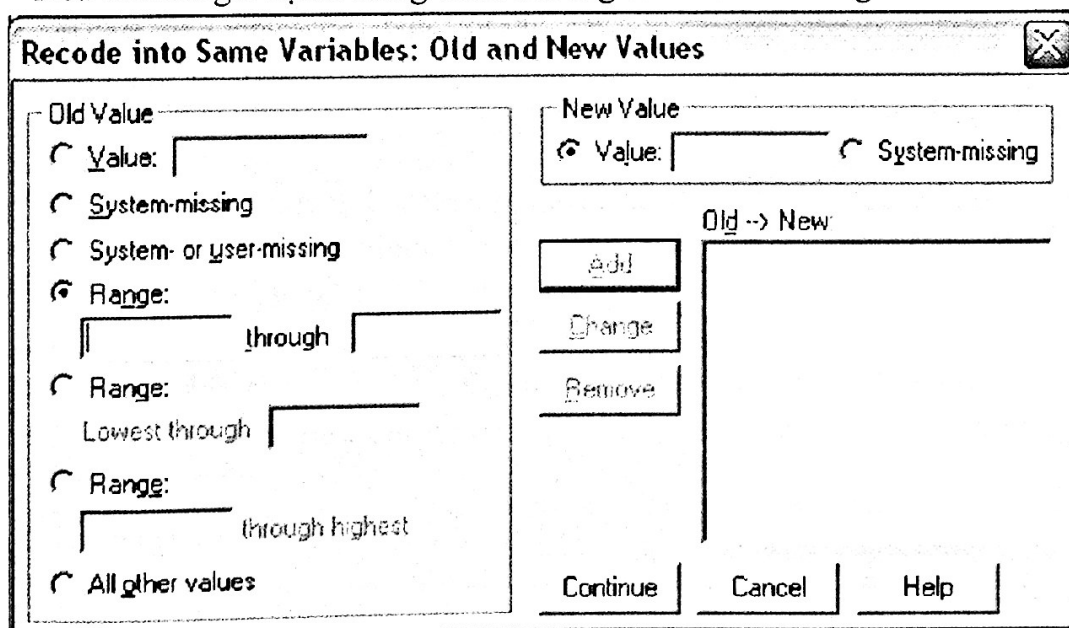 Recode into Same Variables: Old and New Values
Old Value
Value:
System-missing
System- or user-missing
Range:
through
Range:
Lowest through
Range:
through highest
All other values
New Value
Value:
System-missing
Old --> New:
Add
Change
Remove
Continue
Cancel
Help